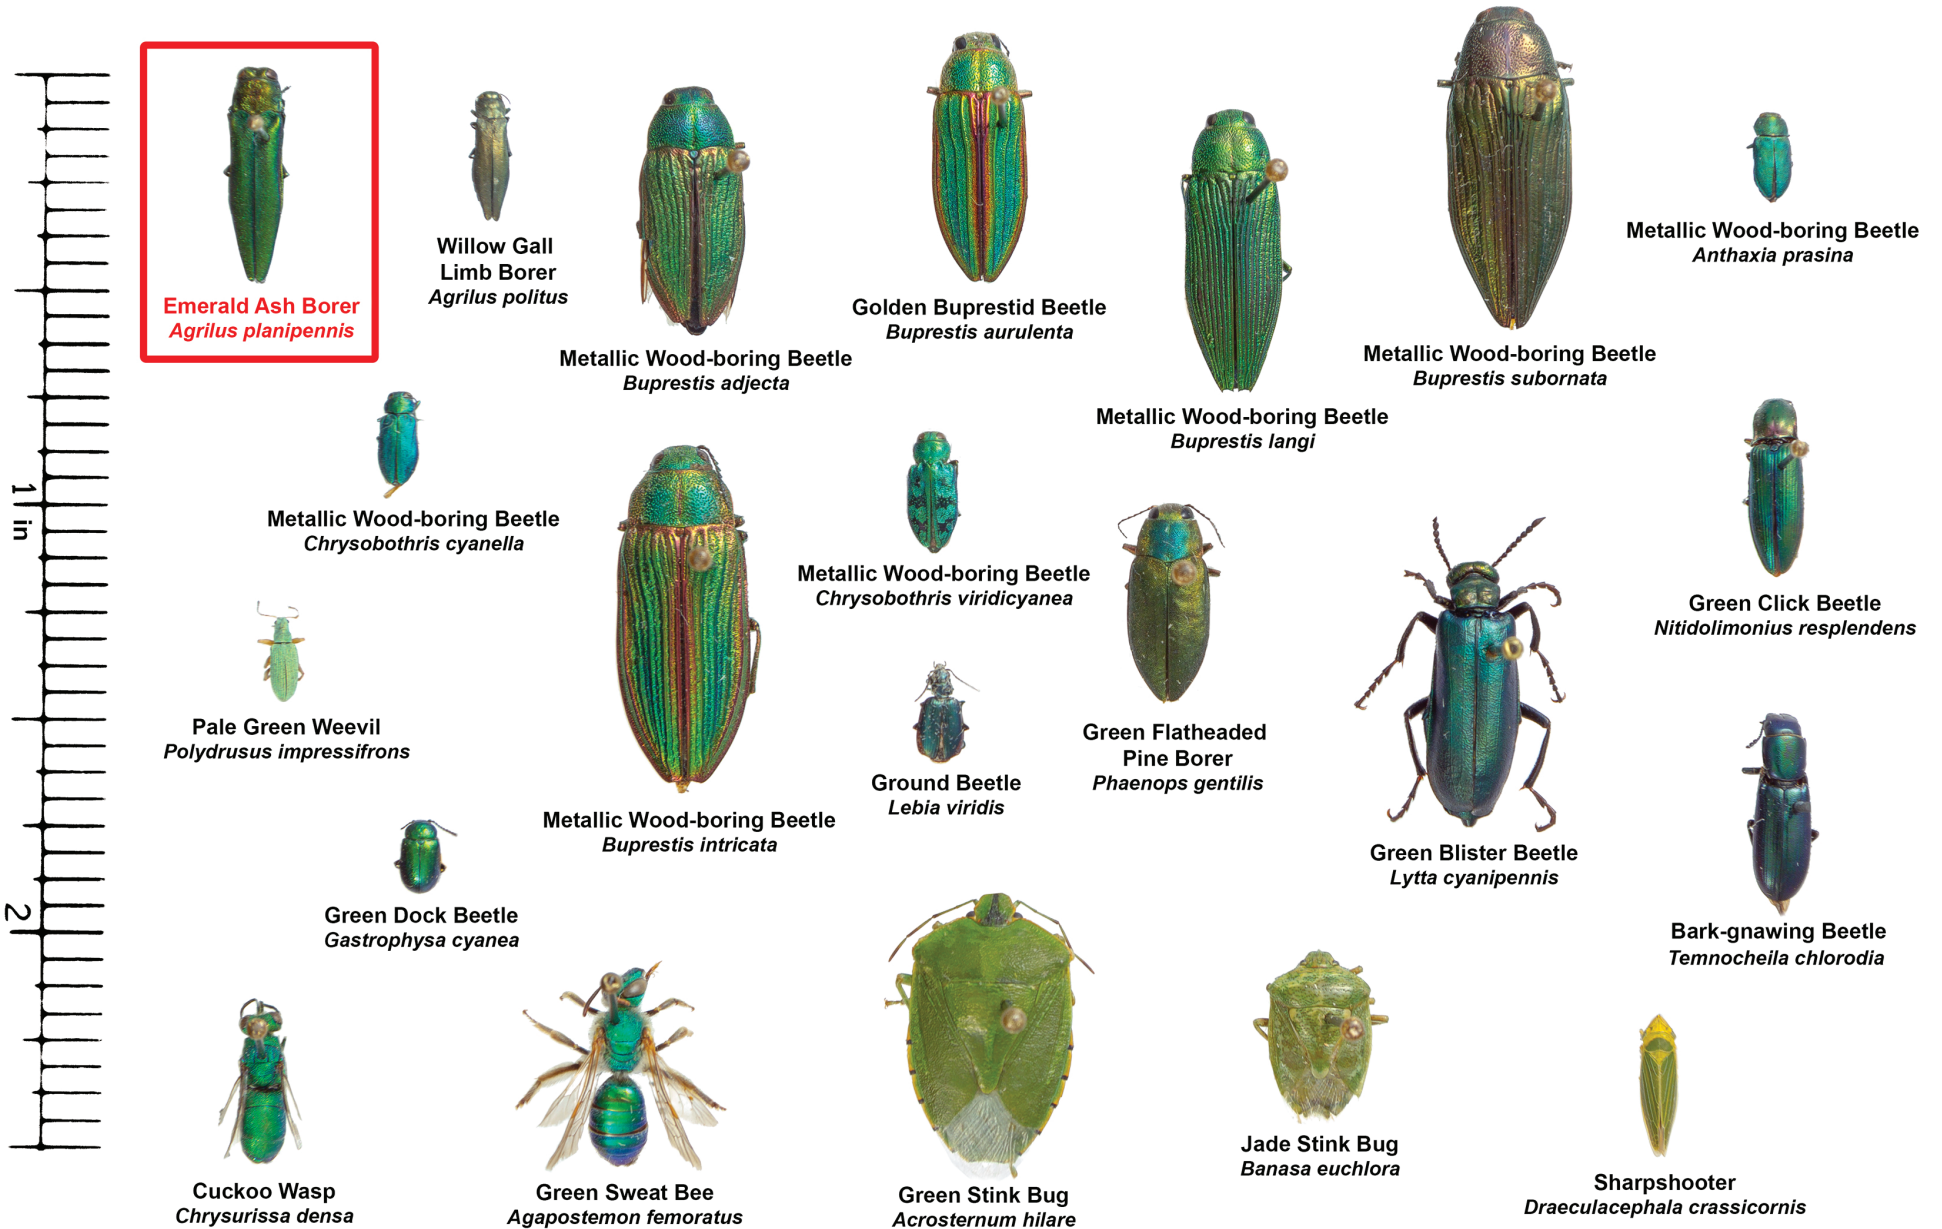 Emerald Ash Borer
Agrilus planipennis
Willow Gall
Limb Borer
Agrilus politus
Metallic Wood-boring Beetle
Buprestis adjecta
Golden Buprestid Beetle
Buprestis aurulenta
Metallic Wood-boring Beetle
Buprestis langi
Metallic Wood-boring Beetle
Buprestis subornata
Metallic Wood-boring Beetle
Anthaxia prasina
1 in
Metallic Wood-boring Beetle
Chrysobothris cyanella
Metallic Wood-boring Beetle
Chrysobothris viridicyanea
Green Click Beetle
Nitidolimonius resplendens
Pale Green Weevil
Polydrusus impressifrons
Metallic Wood-boring Beetle
Buprestis intricata
Ground Beetle
Lebia viridis
Green Flatheaded
Pine Borer
Phaenops gentilis
Green Blister Beetle
Lytta cyanipennis
Bark-gnawing Beetle
Temnocheila chlorodia
2
Green Dock Beetle
Gastrophysa cyanea
Cuckoo Wasp
Chrysurissa densa
Green Sweat Bee
Agapostemon femoratus
Green Stink Bug
Acrosternum hilare
Jade Stink Bug
Banasa euchlora
Sharpshooter
Draeculacephala crassicornis